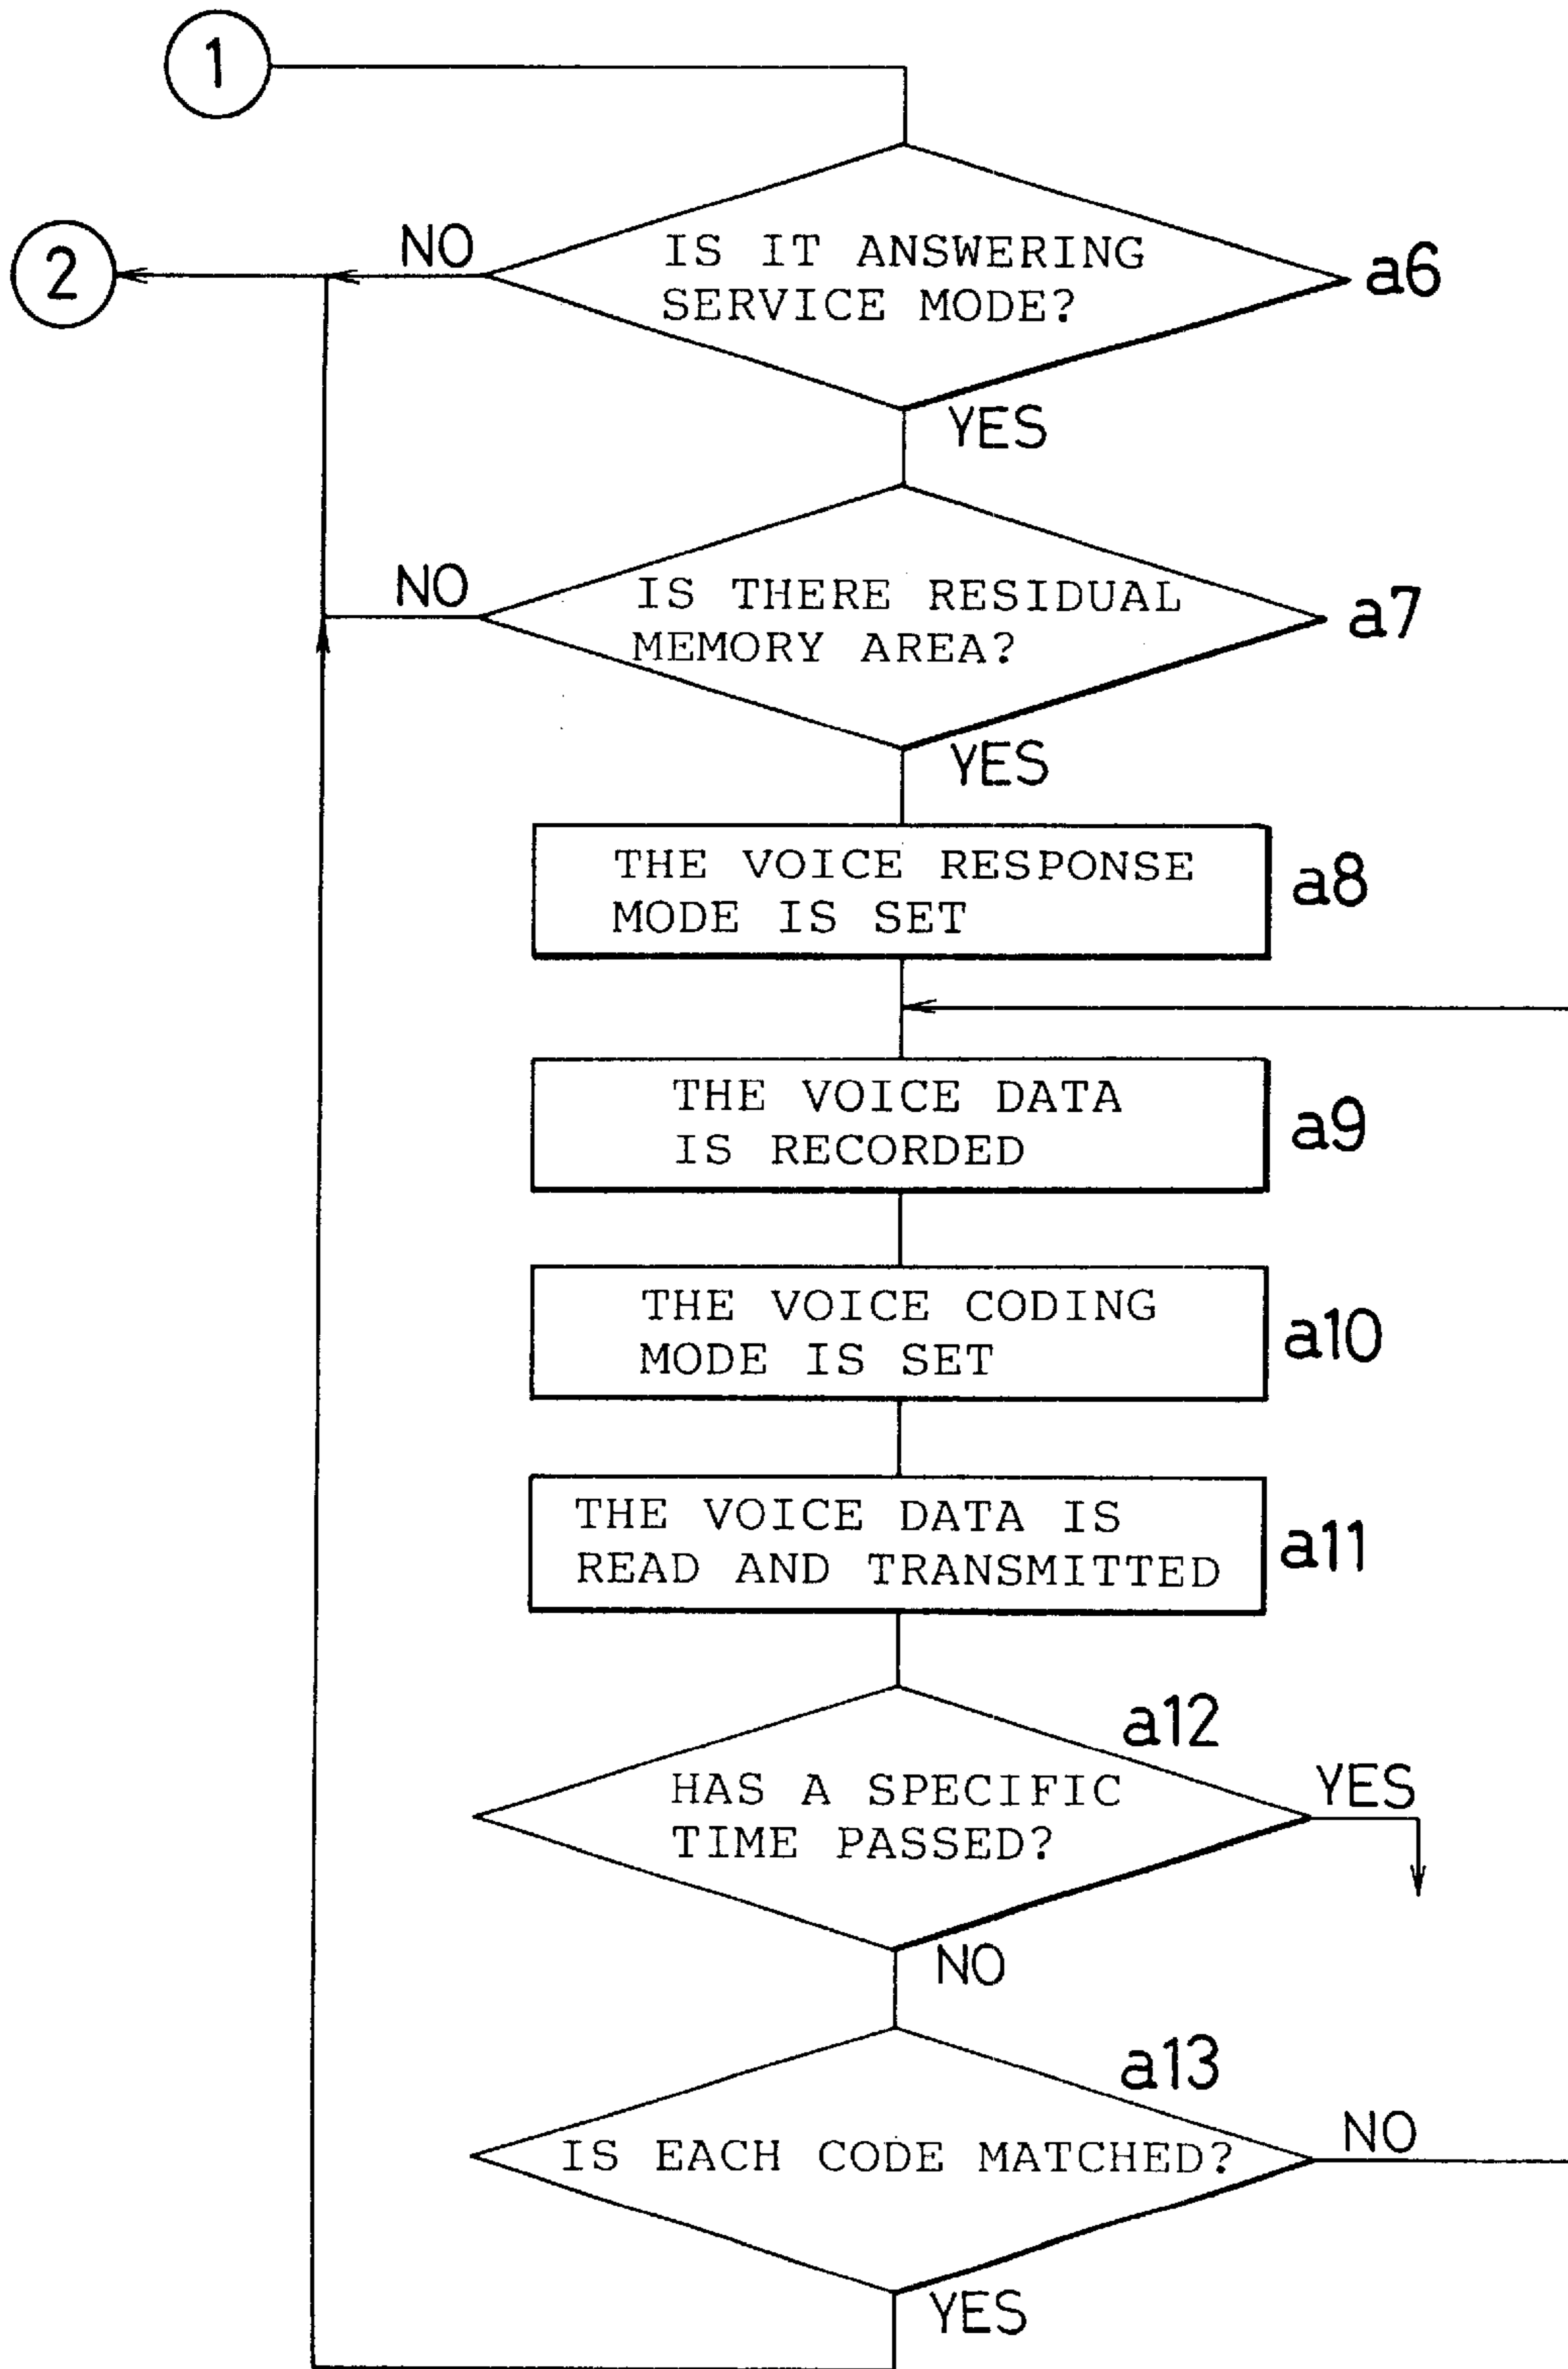 1
2
NO
IS IT ANSWERING
SERVICE MODE?
a6
YES
NO
IS THERE RESIDUAL
MEMORY AREA?
a7
YES
THE VOICE RESPONSE
MODE IS SET
a8
THE VOICE DATA
IS RECORDED
a9
THE VOICE CODING
MODE IS SET
a10
THE VOICE DATA IS
READ AND TRANSMITTED
a11
a12
HAS A SPECIFIC
TIME PASSED?
YES
NO
a13
IS EACH CODE MATCHED?
NO
YES